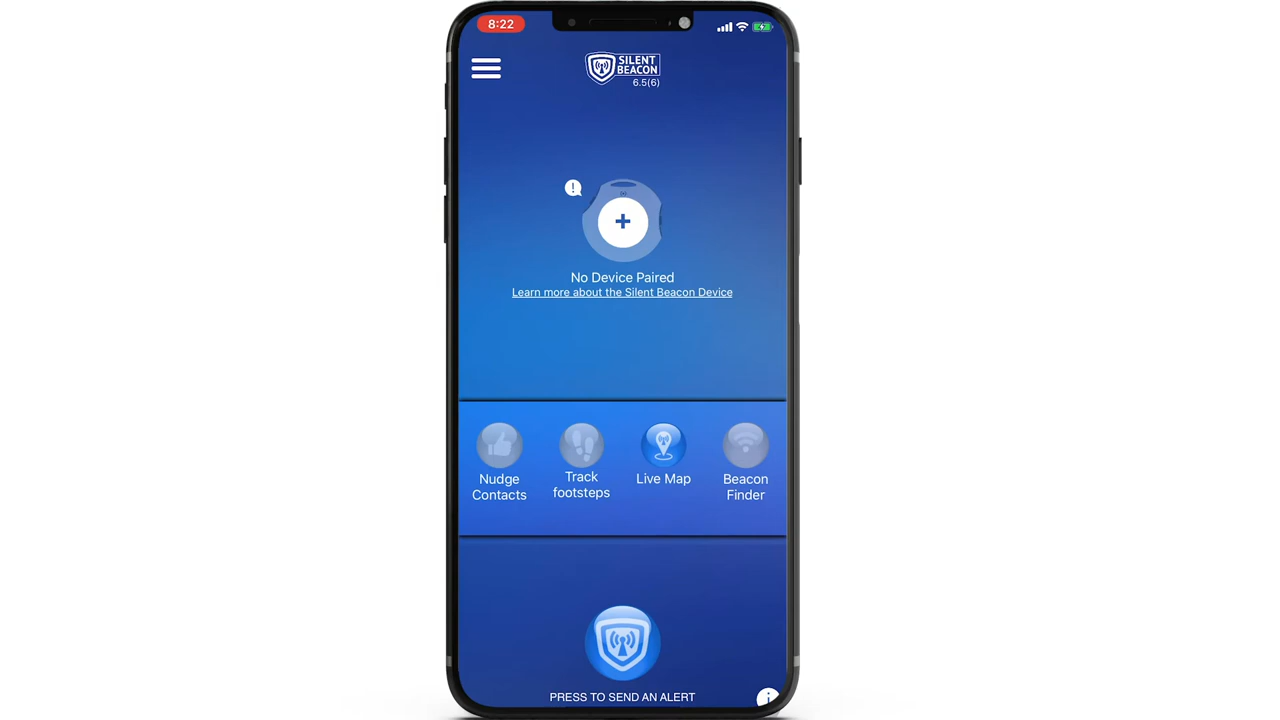 8:22
SILENT
BEACON
6.5(6)
No Device Paired
Learn more about the Silent Beacon Device
Nudge
Contacts
Track
footsteps
Live Map
Beacon
Finder
PRESS TO SEND AN ALERT